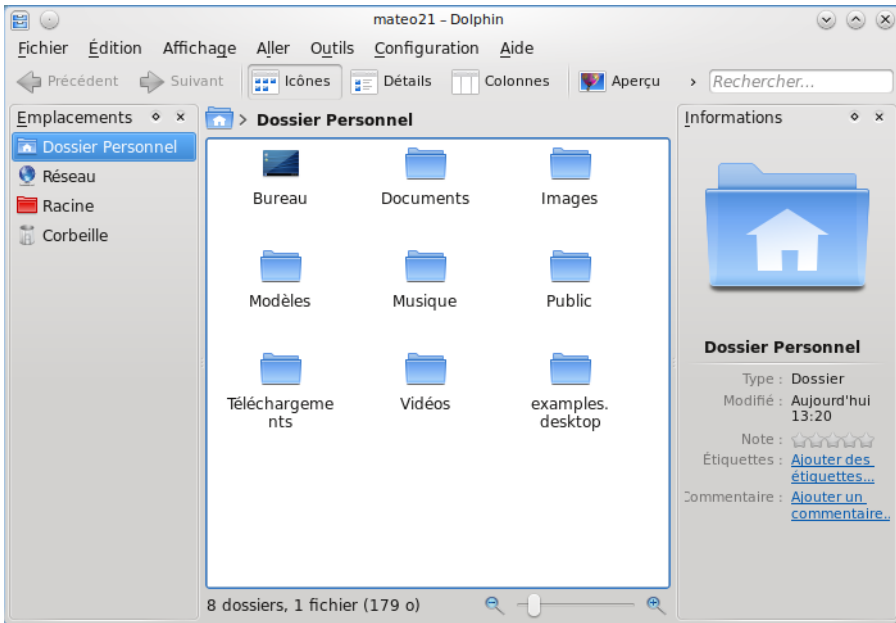 mateo21 – Dolphin
Fichier Édition Affichage Aller Outils Configuration Aide
Précédent Suivant Icônes Détails Colonnes Aperçu Rechercher...
Emplacements
Dossier Personnel
Réseau
Racine
Corbeille
> Dossier Personnel
Bureau Documents Images
Modèles Musique Public
Téléchargeme
nts
Vidéos
examples.
desktop
8 dossiers, 1 fichier (179 o)
Informations
Dossier Personnel
Type : Dossier
Modifié : Aujourd'hui
13:20
Note :
Étiquettes : Ajouter des
étiquettes...
Commentaire : Ajouter un
commentaire..